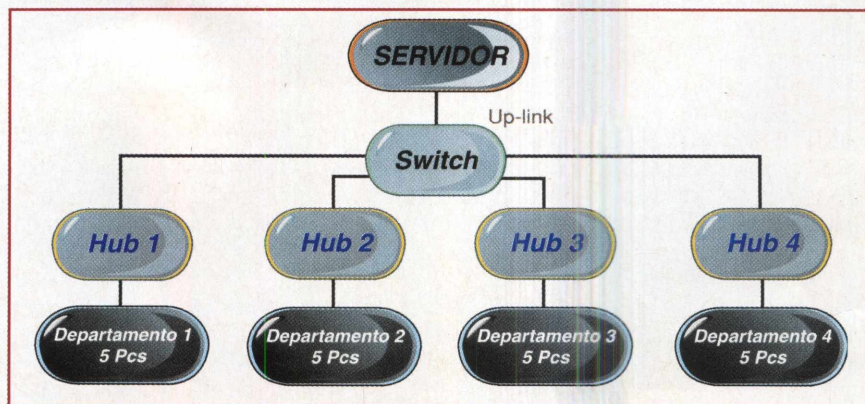 SERVIDOR
Up-link
Switch
Hub 1
Hub 2
Hub 3
Hub 4
Departamento 1
5 Pcs
Departamento 2
5 Pcs
Departamento 3
5 Pcs
Departamento 4
5 Pcs